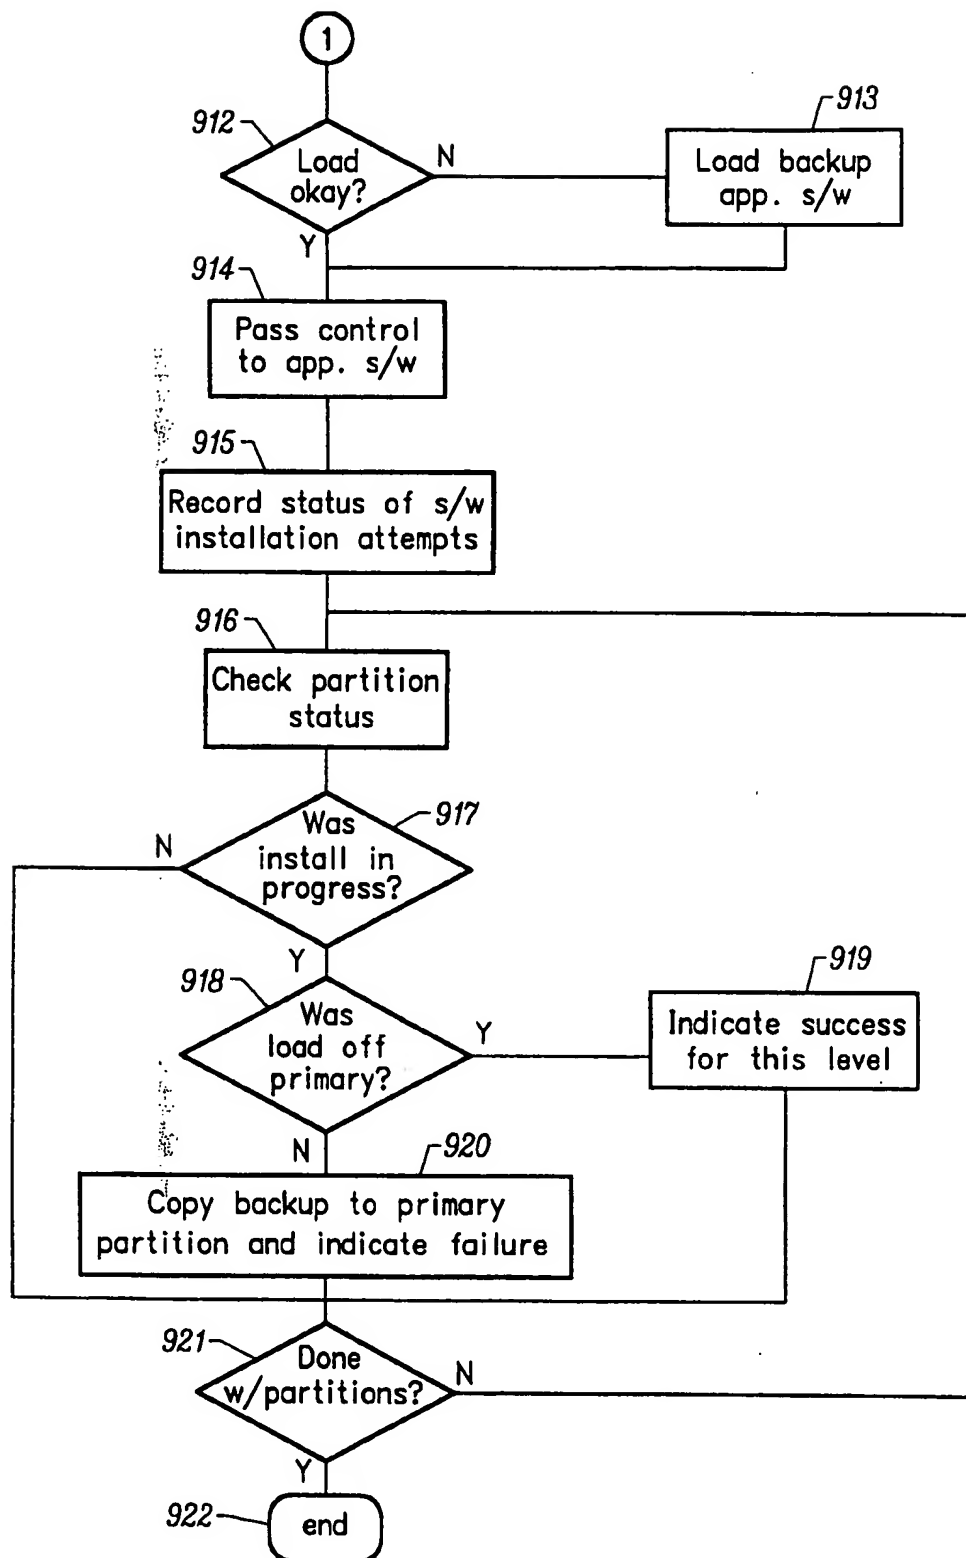 1
912
Load
okay?
N
Y
913
Load backup
app. s/w
914
Pass control
to app. s/w
915
Record status of s/w
installation attempts
916
Check partition
status
917
Was
install in
progress?
N
Y
918
Was
load off
primary?
Y
N
919
Indicate success
for this level
920
Copy backup to primary
partition and indicate failure
921
Done
w/partitions?
N
Y
922
end